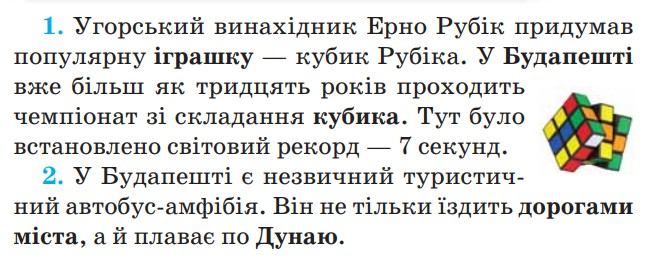 1. Угорський винахідник Ерно Рубік придумав
популярну іграшку — кубик Рубіка. У Будапешті
вже більш як тридцять років проходить
чемпіонат зі складання кубика. Тут було
встановлено світовий рекорд — 7 секунд.
2. У Будапешті є незвичний туристич-
ний автобус-амфібія. Він не тільки їздить дорогами
міста, а й плаває по Дунаю.